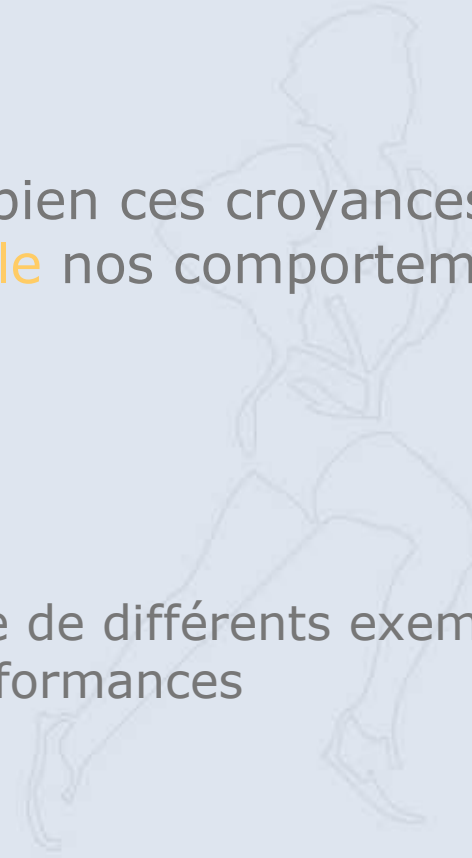 bien ces croyances
le nos comportem
e de différents exem
formances